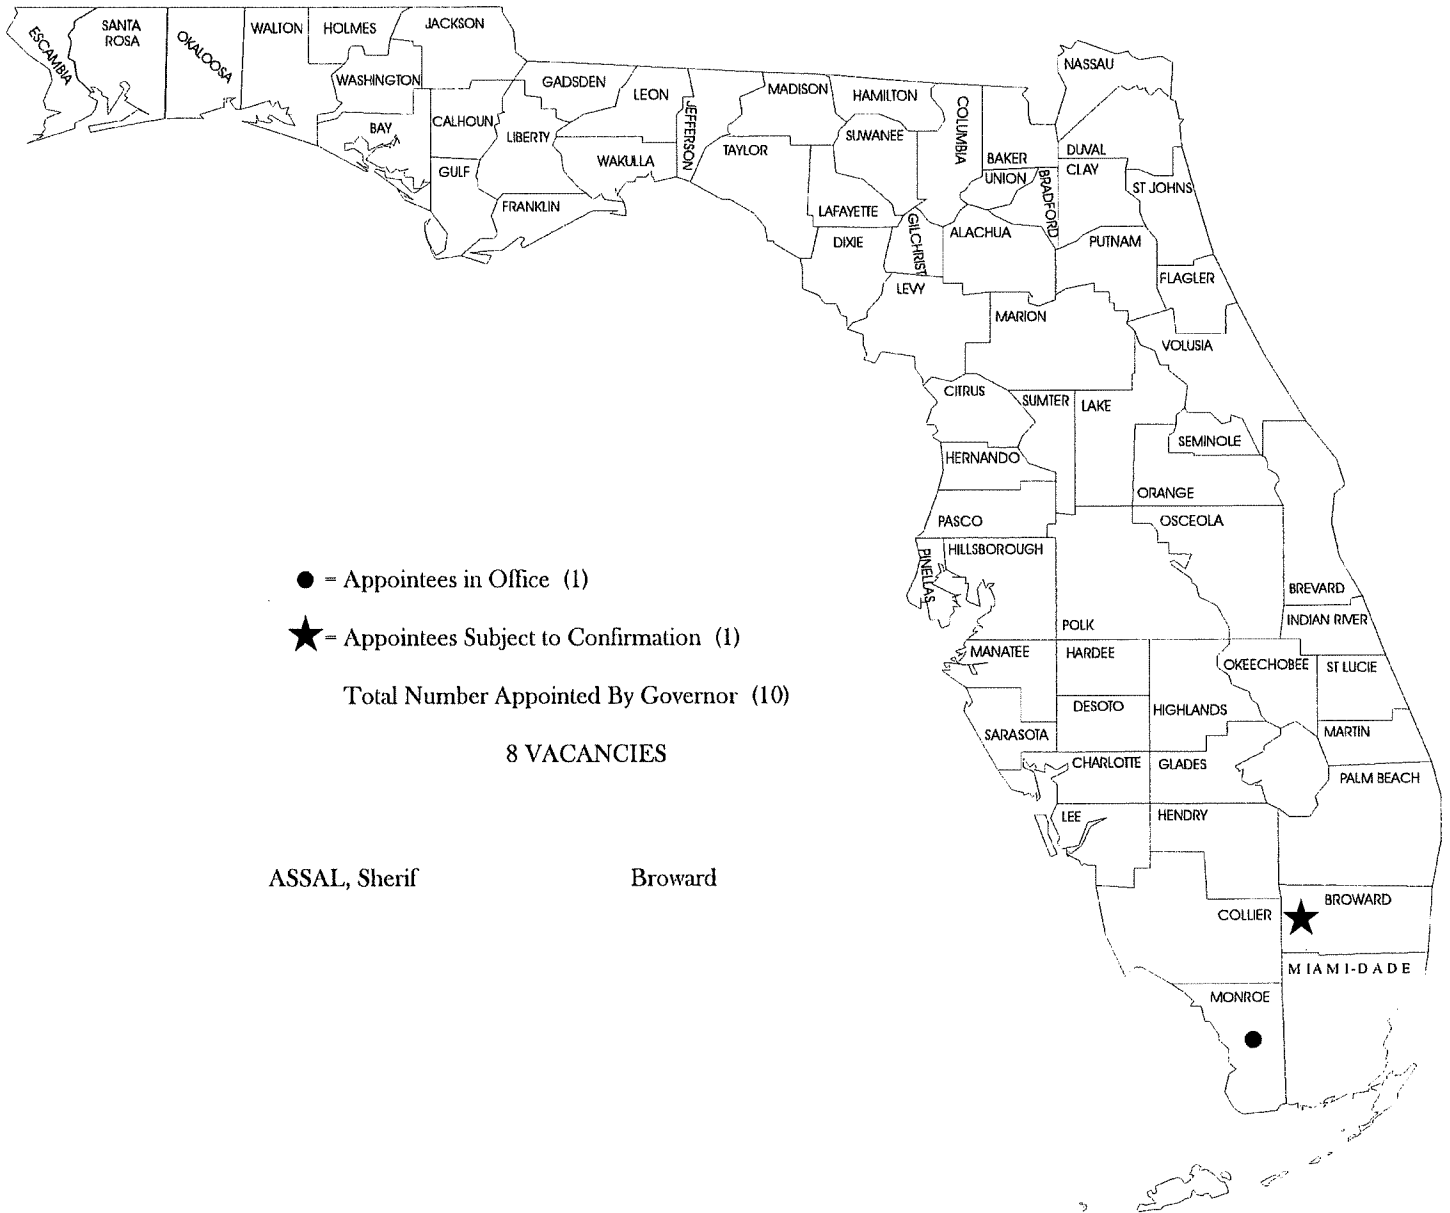 ESCAMBIA
SANTA
ROSA
OKALOOSA
WALTON
HOLMES
JACKSON
WASHINGTON
BAY
CALHOUN
GULF
GADSDEN
LIBERTY
FRANKLIN
LEON
WAKULLA
JEFFERSON
MADISON
TAYLOR
HAMILTON
SUWANEE
LAFAYETTE
DIXIE
COLUMBIA
GILCHRIST
LEVY
BAKER
UNION
BRADFORD
ALACHUA
NASSAU
DUVAL
CLAY
ST JOHNS
PUTNAM
FLAGLER
MARION
VOLUSIA
CITRUS
SUMTER
LAKE
SEMINOLE
HERNANDO
ORANGE
PASCO
OSCEOLA
HILLSBOROUGH
PINELLAS
BREVARD
POLK
INDIAN RIVER
MANATEE
HARDEE
OKEECHOBEE
ST LUCIE
DESOTO
HIGHLANDS
SARASOTA
MARTIN
CHARLOTTE
GLADES
PALM BEACH
LEE
HENDRY
BROWARD
COLLIER
MIAMI-DADE
MONROE
= Appointees in Office (1)
= Appointees Subject to Confirmation (1)
Total Number Appointed By Governor (10)
8 VACANCIES
ASSAL, Sherif Broward